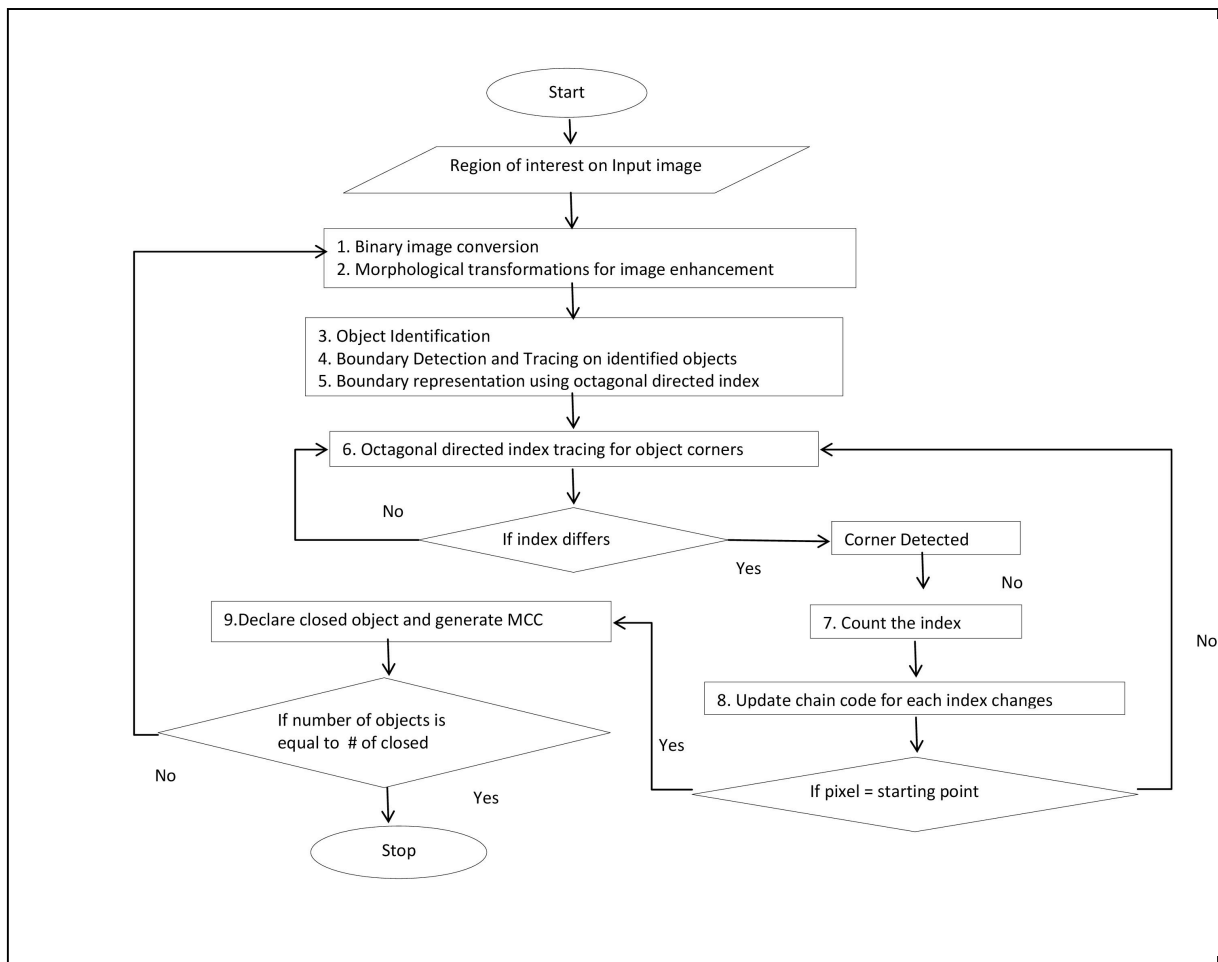 Start
Region of interest on Input image
1. Binary image conversion
2. Morphological transformations for image enhancement
3. Object Identification
4. Boundary Detection and Tracing on identified objects
5. Boundary representation using octagonal directed index
6. Octagonal directed index tracing for object corners
No
If index differs
Yes
Corner Detected
No
7. Count the index
No
8. Update chain code for each index changes
If pixel = starting point
Yes
9.Declare closed object and generate MCC
If number of objects is
equal to # of closed
No
Yes
Stop